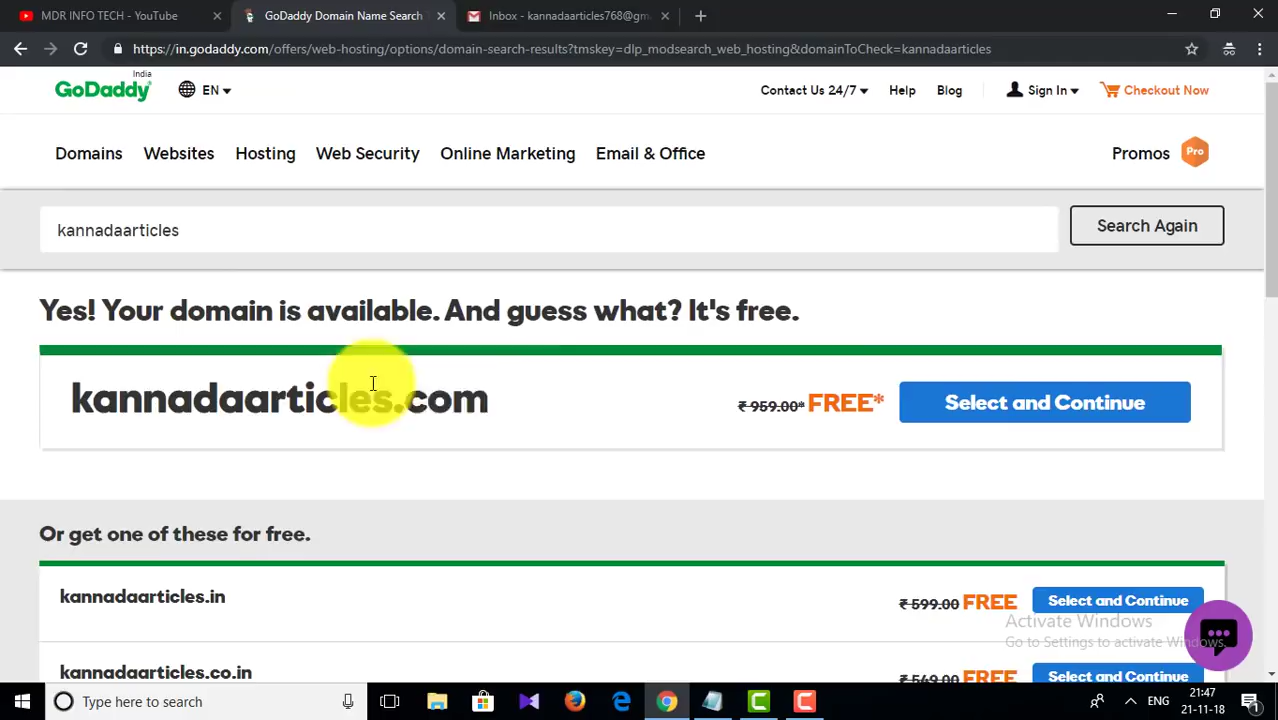 MDR INFO TECH - YouTube
GoDaddy Domain Name Search
Inbox - kannadaarticles768@gm
https://in.godaddy.com/offers/web-hosting/options/domain-search-results?tmskey=dlp_modsearch_web_hosting&domainToCheck=kannadaarticles
India
GoDaddy
EN
Contact Us 24/7
Help
Blog
Sign In
Checkout Now
Domains
Websites
Hosting
Web Security
Online Marketing
Email & Office
Promos
Pro
kannadaarticles
Search Again
Yes! Your domain is available. And guess what? It's free.
kannadaarticles.com
₹ 959.00* FREE*
Select and Continue
Or get one of these for free.
kannadaarticles.in
₹ 599.00 FREE
Select and Continue
Activate Windows
Go to Settings to activate Windows.
kannadaarticles.co.in
₹ 549.00 FREE
Select and Continue
Type here to search
ENG
21:47
21-11-18
1